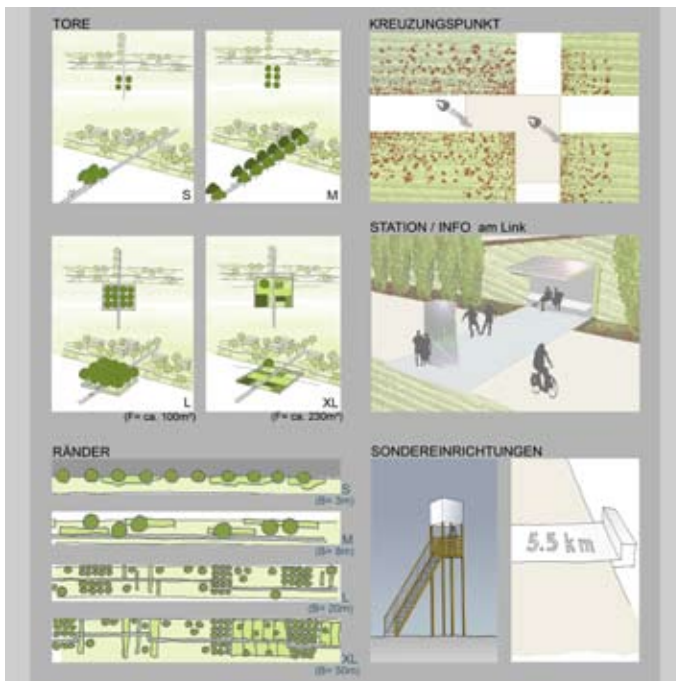 TORE
S
M
L
(F= ca. 100m²)
XL
(F= ca. 230m²)
RÄNDER
S
(B= 3m)
M
(B= 8m)
L
(B= 20m)
XL
(B= 50m)
KREUZUNGSPUNKT
STATION / INFO am Link
SONDEREINRICHTUNGEN
5.5 km